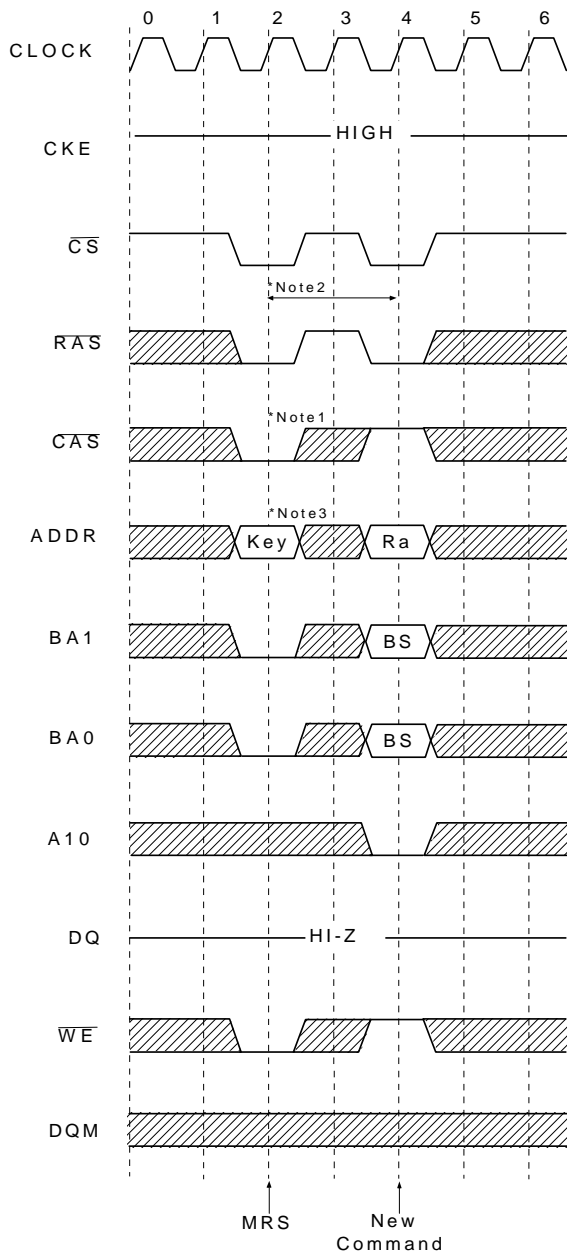 0 1 2 3 4 5 6
CLOCK
CKE
HIGH
CS
*Note2
RAS
*Note1
CAS
*Note3
ADDR
Key
Ra
BA1
BS
BA0
BS
A10
DQ
HI-Z
WE
DQM
MRS
New
Command